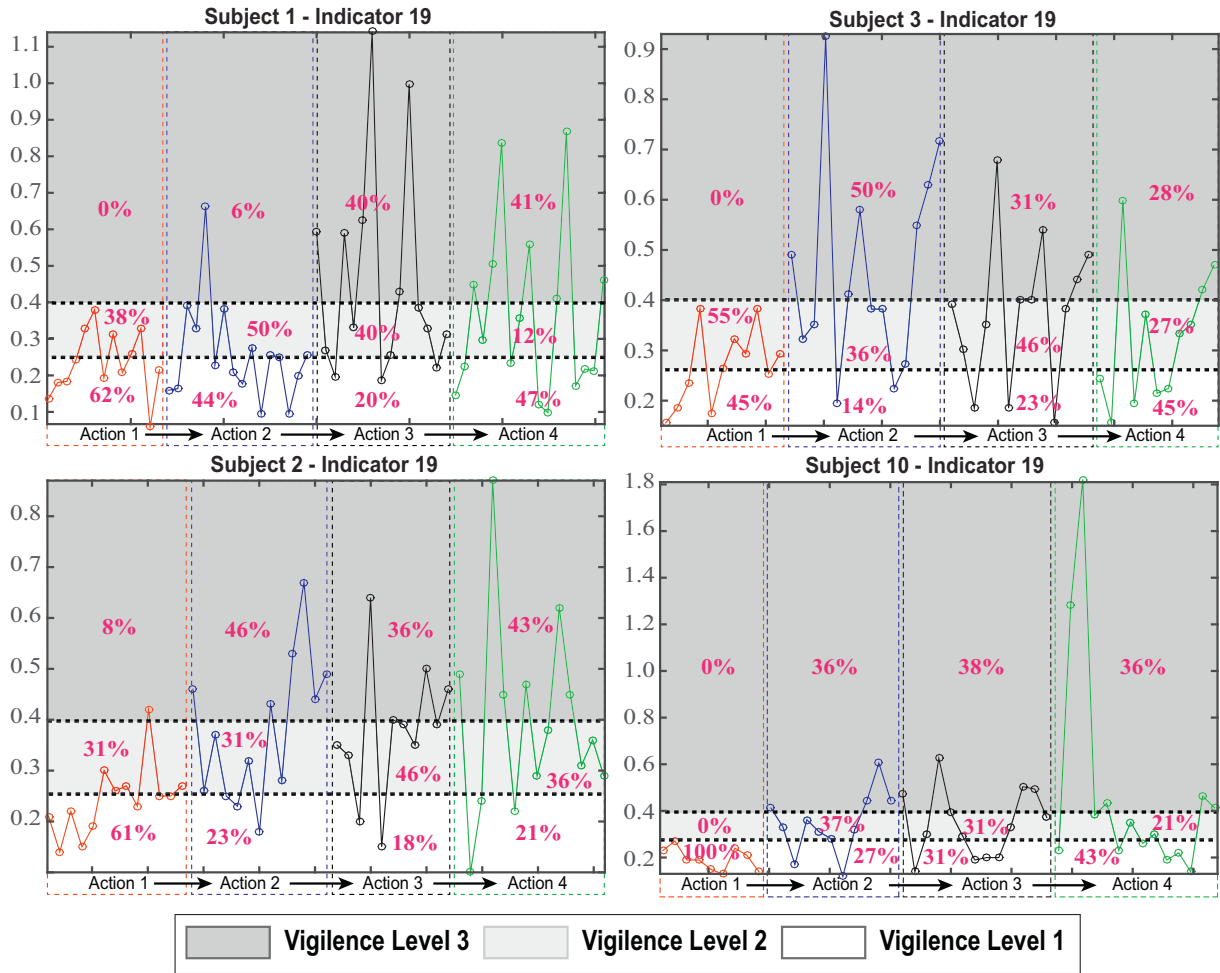 Subject 1 - Indicator 19
1.1
1.0
0.9
0.8
0.7
0.6
0.5
0.4
0.3
0.2
0.1
0% 6% 40% 41%
38% 50% 40% 12%
62% 44% 20% 47%
Action 1 Action 2 Action 3 Action 4
Subject 3 - Indicator 19
0.9
0.8
0.7
0.6
0.5
0.4
0.3
0.2
0% 50% 31% 28%
55% 36% 46% 27%
45% 14% 23% 45%
Action 1 Action 2 Action 3 Action 4
Subject 2 - Indicator 19
0.8
0.7
0.6
0.5
0.4
0.3
0.2
8% 46% 36% 43%
31% 31% 46% 36%
61% 23% 18% 21%
Action 1 Action 2 Action 3 Action 4
Subject 10 - Indicator 19
1.8
1.6
1.4
1.2
1.0
0.8
0.6
0.4
0.3
0.2
0% 36% 38% 36%
0% 37% 31% 21%
100% 27% 31% 43%
Action 1 Action 2 Action 3 Action 4
Vigilence Level 3 Vigilence Level 2 Vigilence Level 1